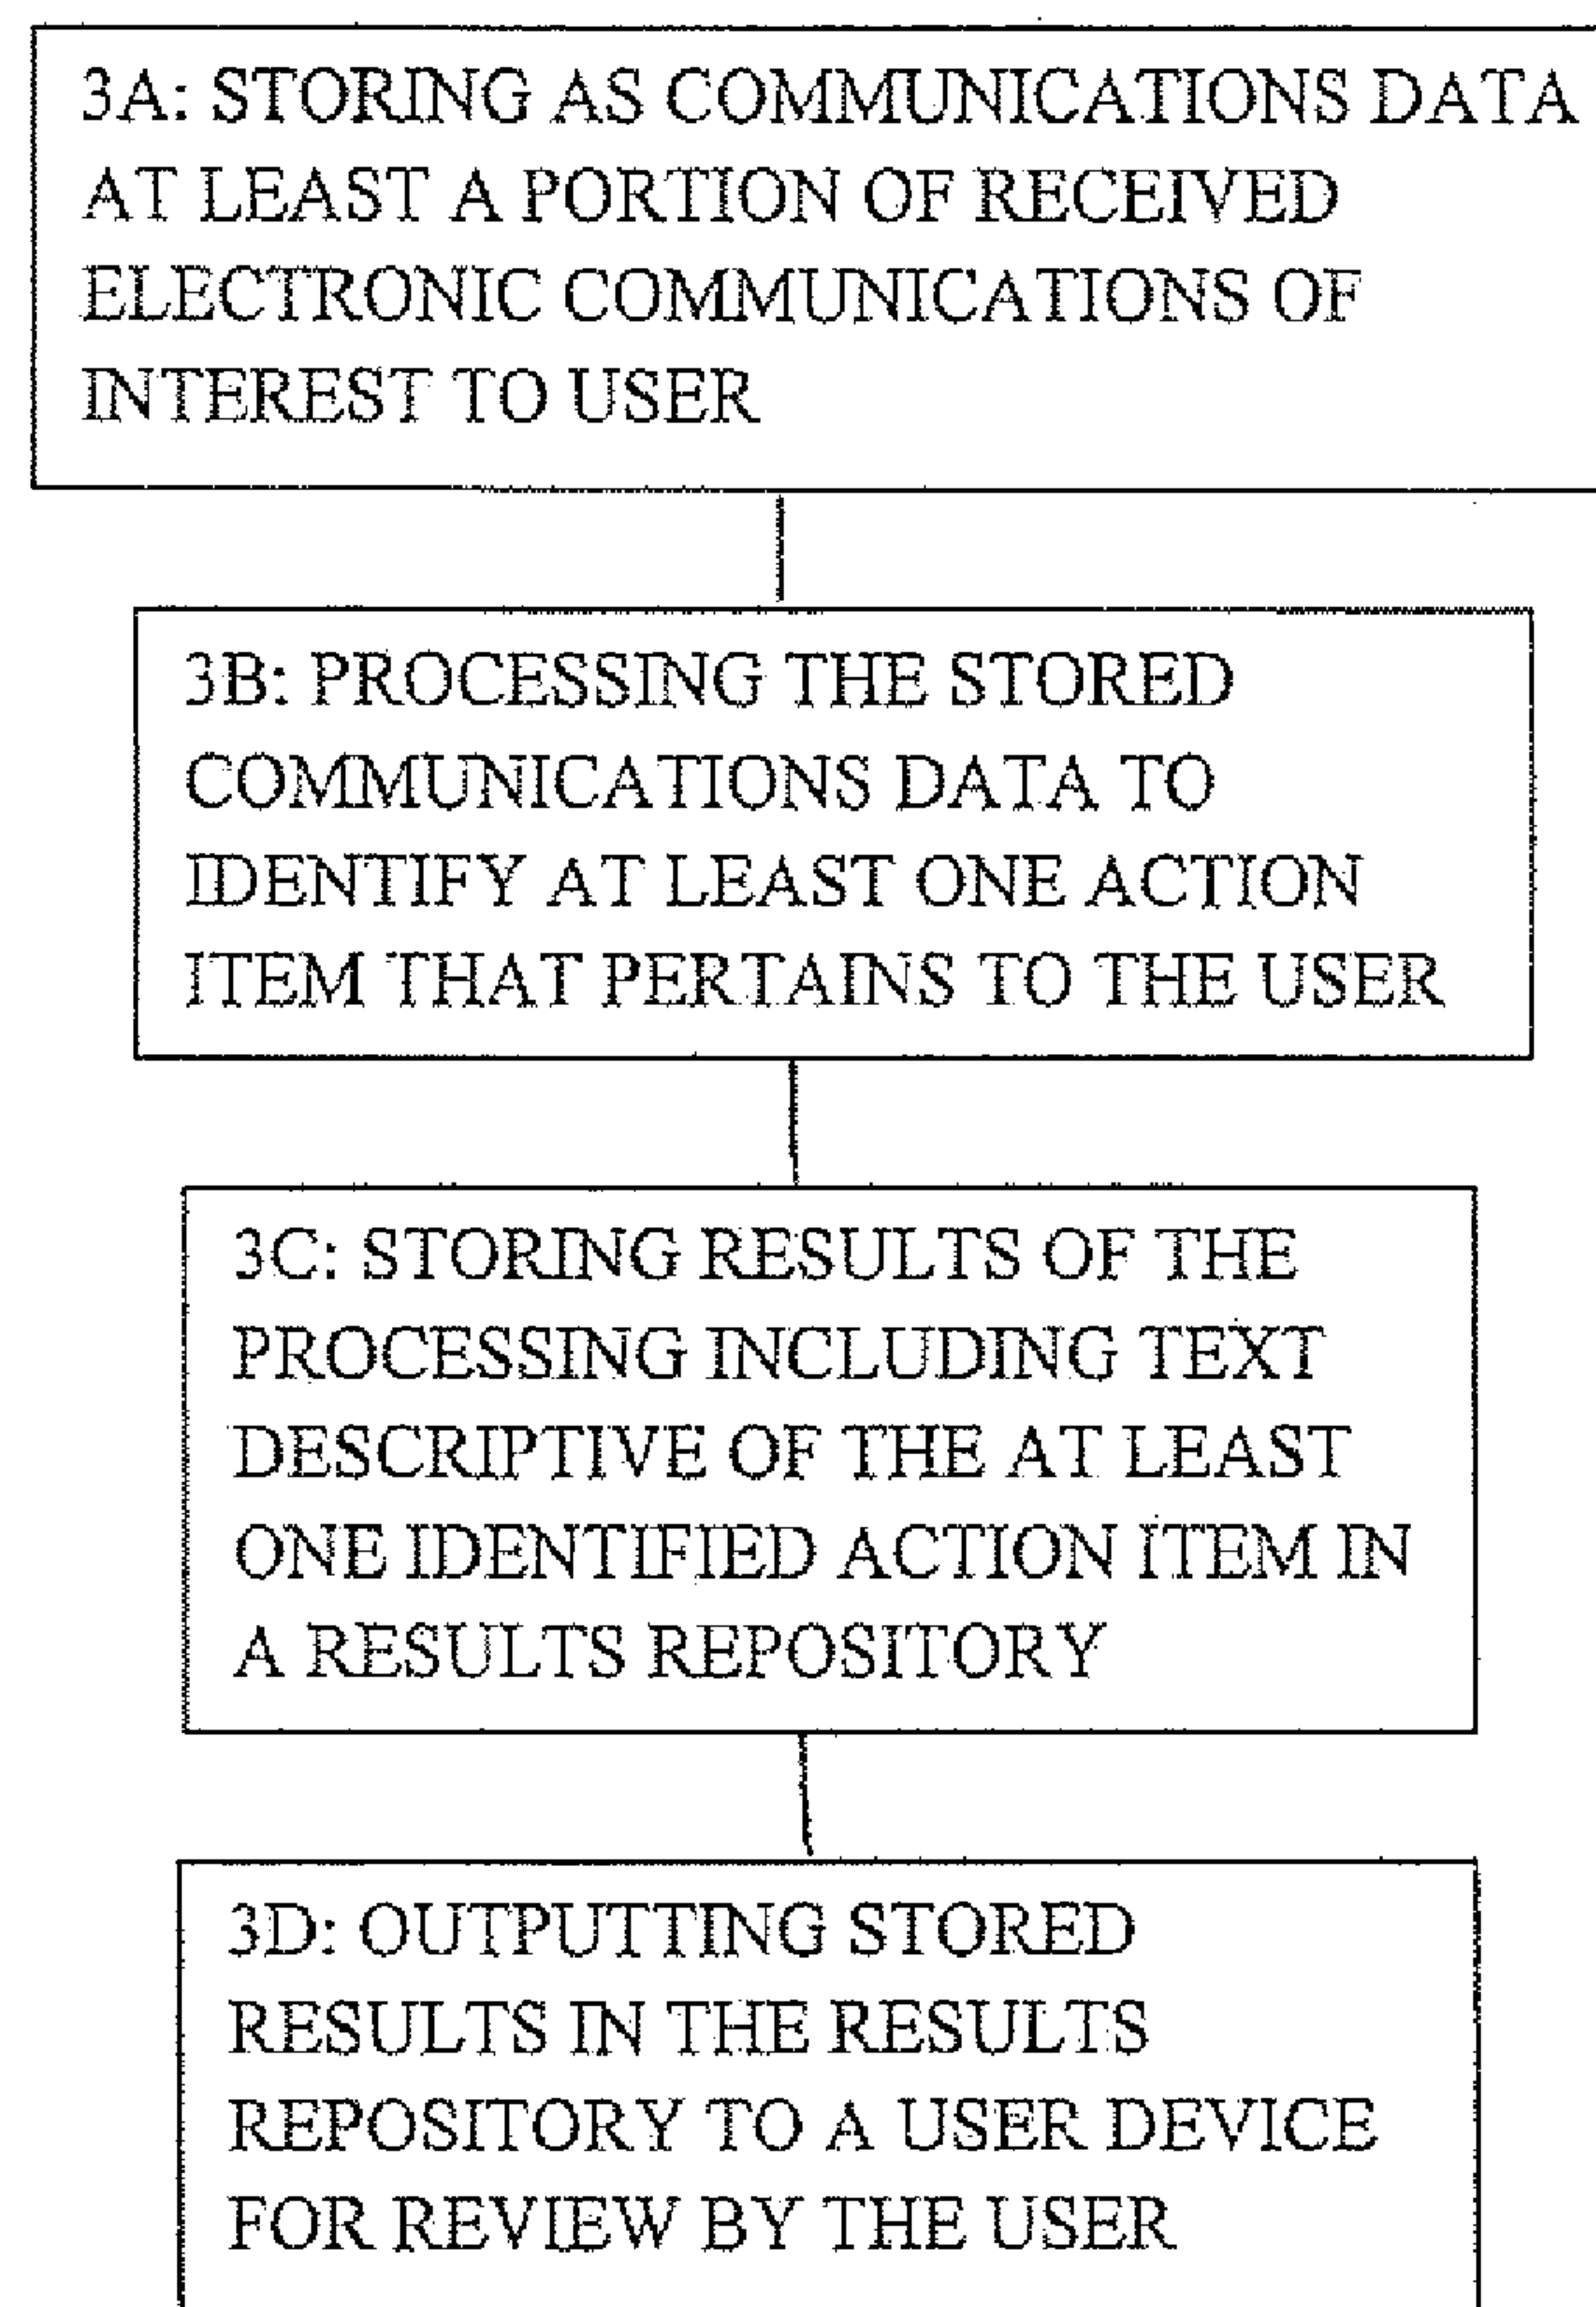 3A: STORING AS COMMUNICATIONS DATA
AT LEAST A PORTION OF RECEIVED
ELECTRONIC COMMUNICATIONS OF
INTEREST TO USER
3B: PROCESSING THE STORED
COMMUNICATIONS DATA TO
IDENTIFY AT LEAST ONE ACTION
ITEM THAT PERTAINS TO THE USER
3C: STORING RESULTS OF THE
PROCESSING INCLUDING TEXT
DESCRIPTIVE OF THE AT LEAST
ONE IDENTIFIED ACTION ITEM IN
A RESULTS REPOSITORY
3D: OUTPUTTING STORED
RESULTS IN THE RESULTS
REPOSITORY TO A USER DEVICE
FOR REVIEW BY THE USER